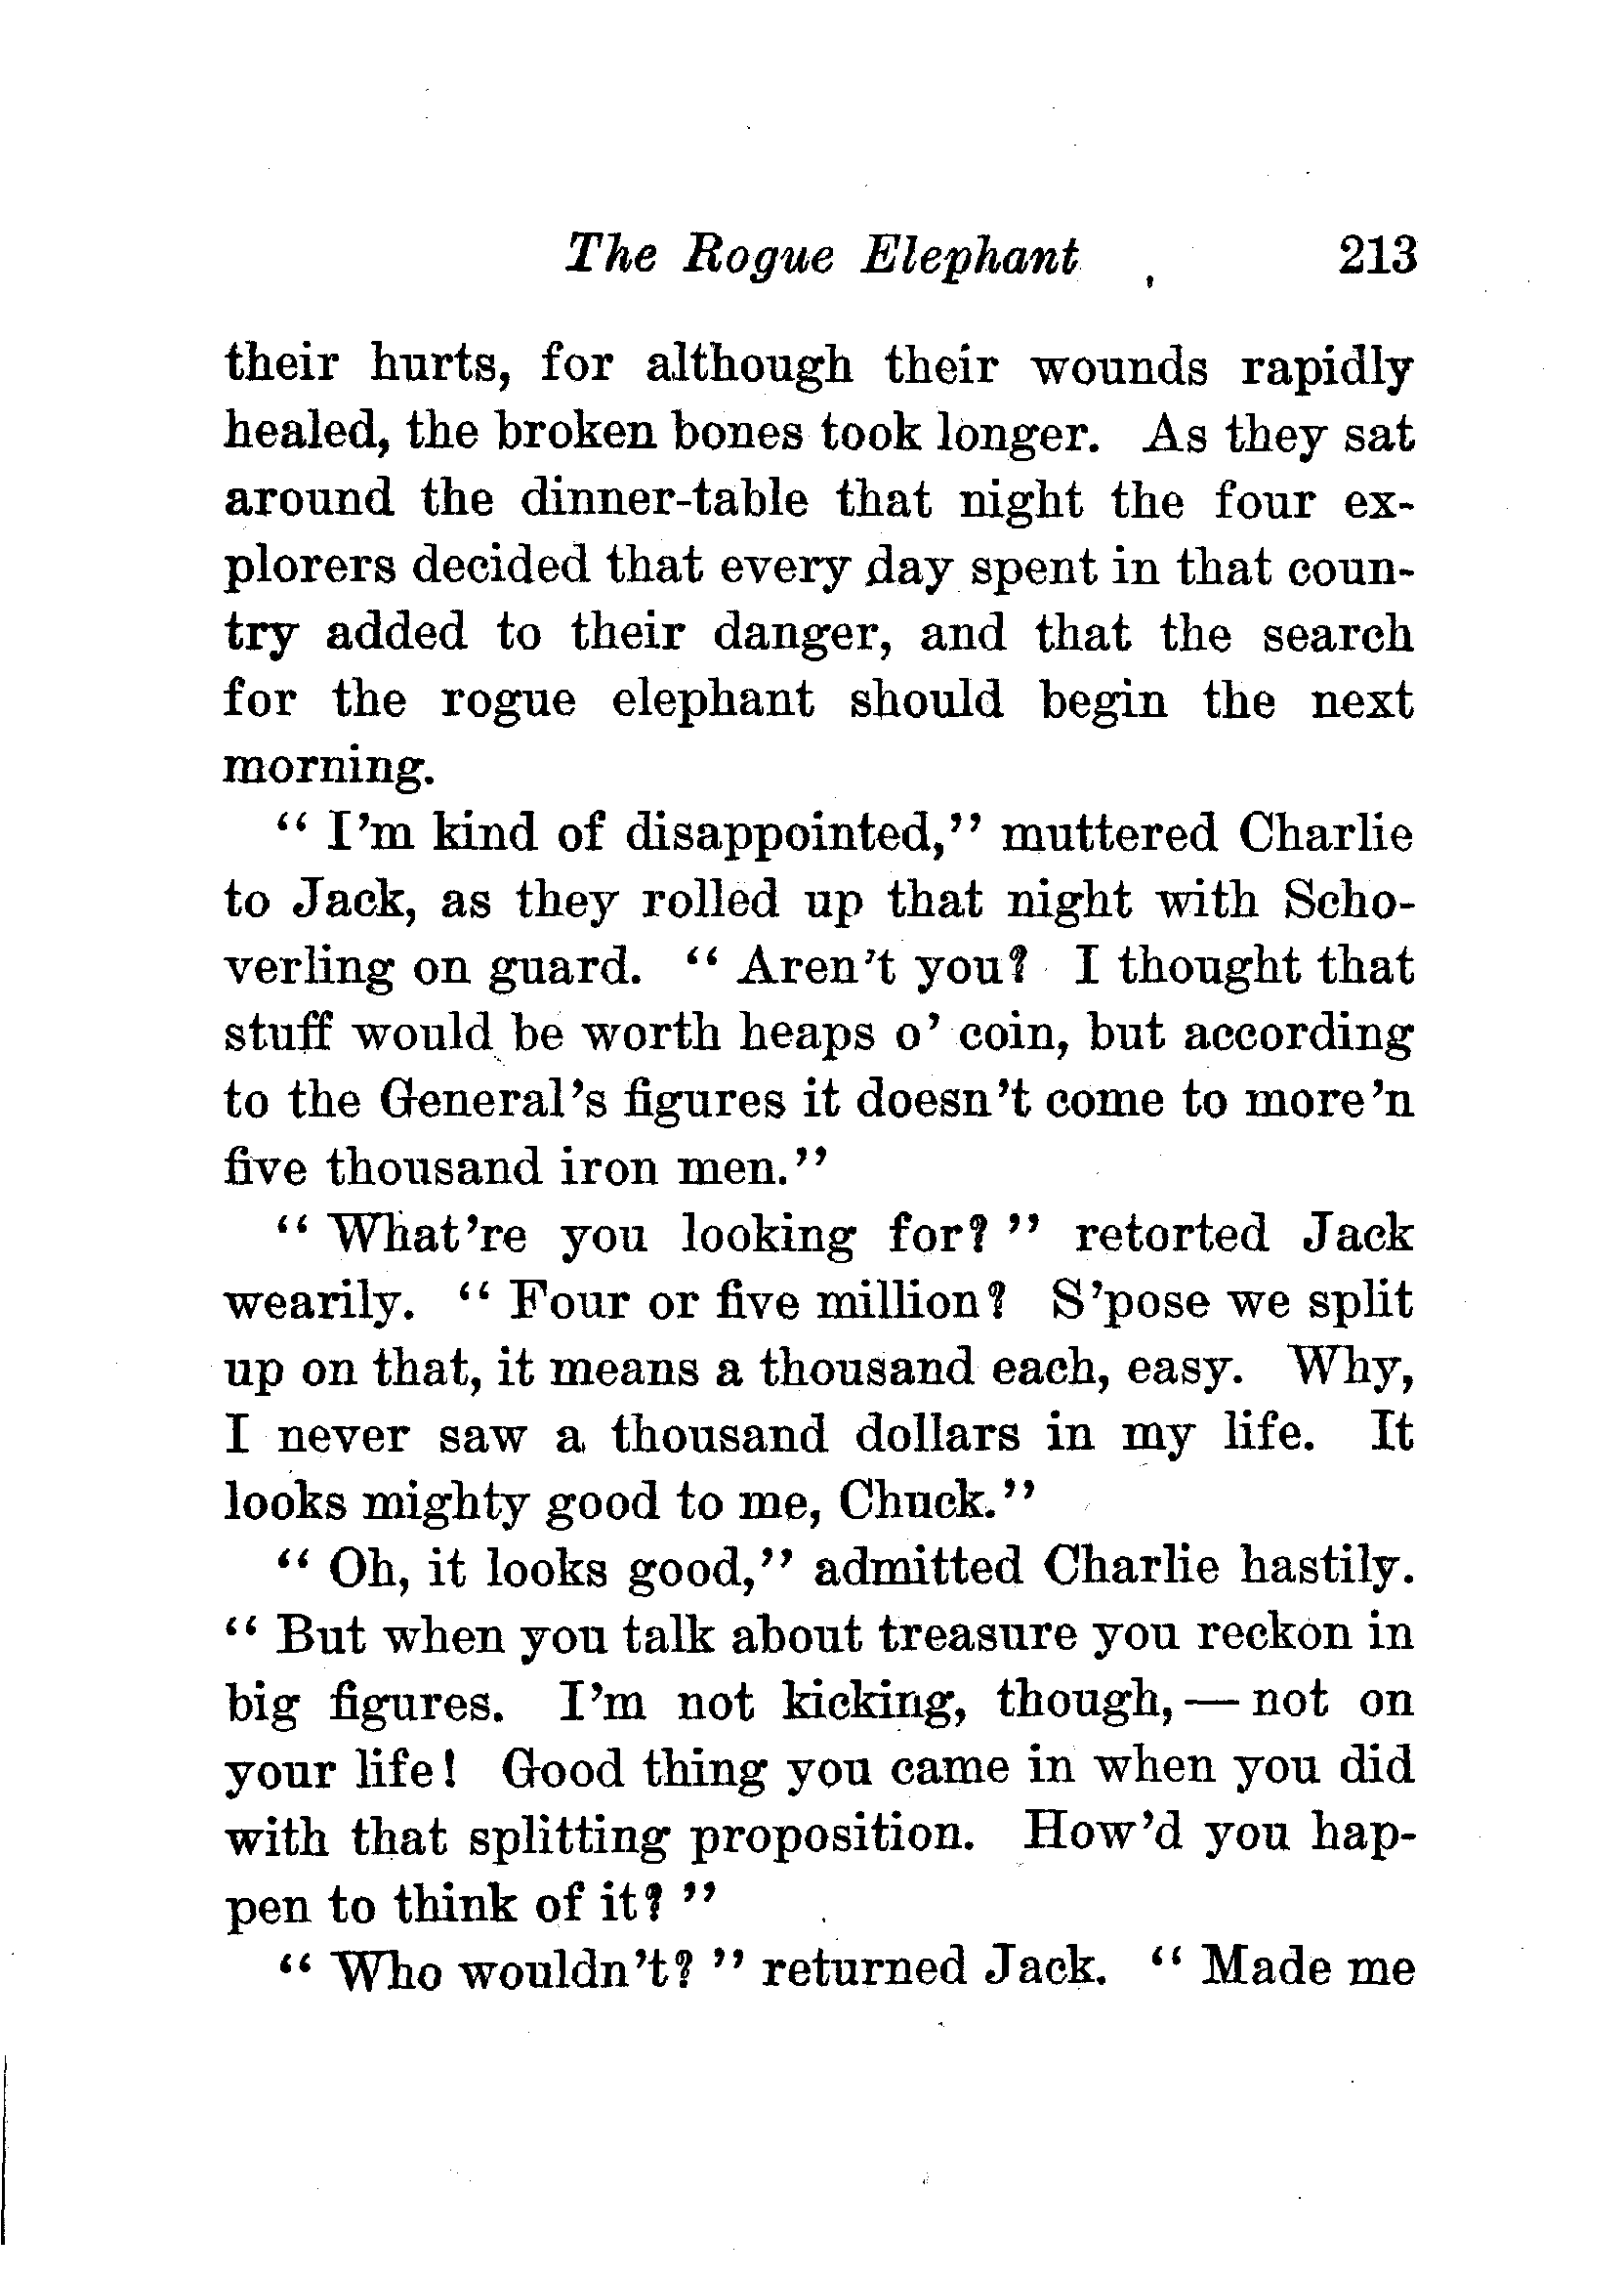 The Rogue Elephant 213
their hurts, for although their wounds rapidly
healed, the broken bones took longer. As they sat
around the dinner-table that night the four ex-
plorers decided that every day spent in that coun-
try added to their danger, and that the search
for the rogue elephant should begin the next
morning.
“ I’m kind of disappointed,” muttered Charlie
to Jack, as they rolled up that night with Scho-
verling on guard. “ Aren’t you? I thought that
stuff would be worth heaps o’ coin, but according
to the General’s figures it doesn’t come to more’n
five thousand iron men.”
“ What’re you looking for? ” retorted Jack
wearily. “ Four or five million? S’pose we split
up on that, it means a thousand each, easy. Why,
I never saw a thousand dollars in my life. It
looks mighty good to me, Chuck.”
“ Oh, it looks good,” admitted Charlie hastily.
“ But when you talk about treasure you reckon in
big figures. I’m not kicking, though, — not on
your life! Good thing you came in when you did
with that splitting proposition. How’d you hap-
pen to think of it? ”
“ Who wouldn’t? ” returned Jack. “ Made me